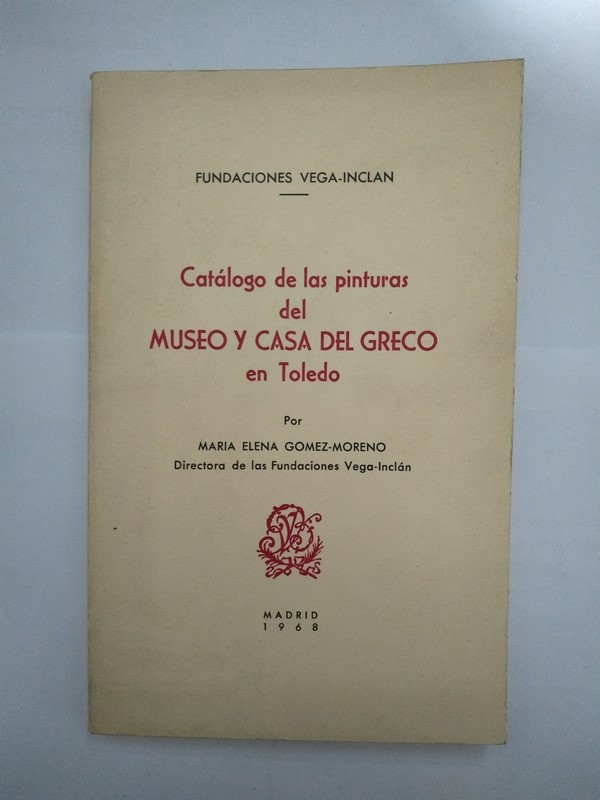 FUNDACIONES VEGA-INCLAN
Catálogo de las pinturas
del
MUSEO Y CASA DEL GRECO
en Toledo
Por
MARIA ELENA GOMEZ-MORENO
Directora de las Fundaciones Vega-Inclán
MADRID
1968